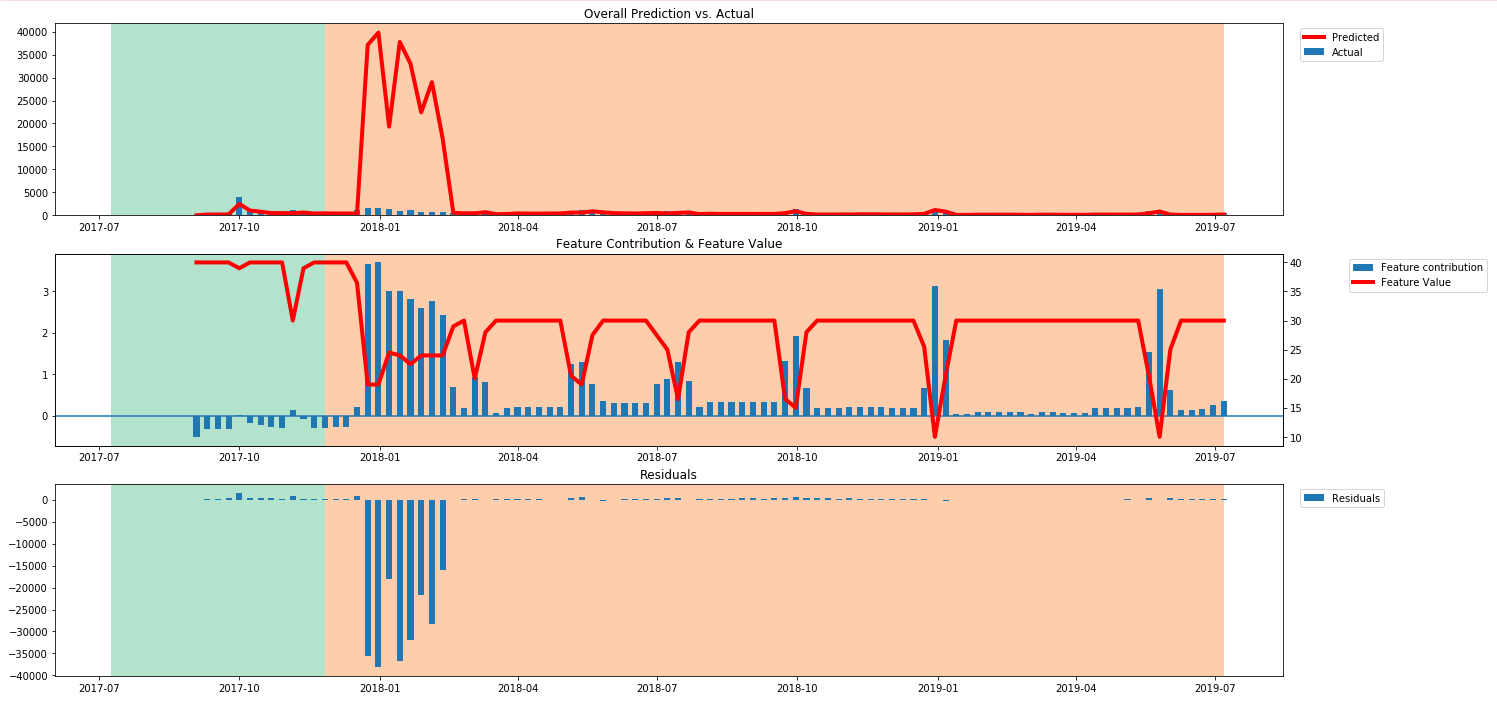 Overall Prediction vs. Actual
40000
35000
30000
25000
20000
15000
10000
5000
0
2017-07 2017-10 2018-01 2018-04 2018-07 2018-10 2019-01 2019-04 2019-07
Predicted
Actual
Feature Contribution & Feature Value
3
2
1
0
40
35
30
25
20
15
10
2017-07 2017-10 2018-01 2018-04 2018-07 2018-10 2019-01 2019-04 2019-07
Feature contribution
Feature Value
Residuals
0
−5000
−10000
−15000
−20000
−25000
−30000
−35000
−40000
2017-07 2017-10 2018-01 2018-04 2018-07 2018-10 2019-01 2019-04 2019-07
Residuals